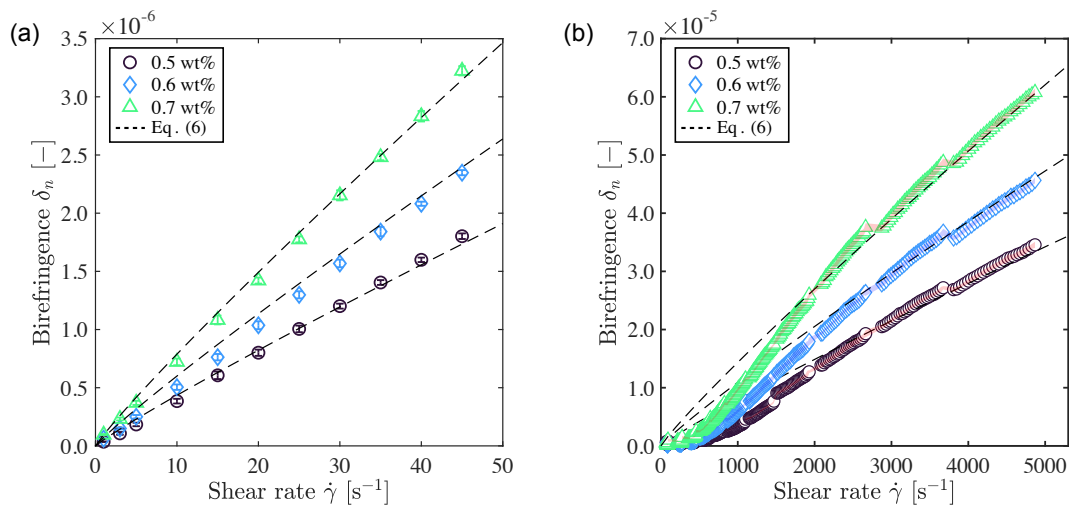 (a)
×10⁻⁶
3.5
3.0
2.5
2.0
1.5
1.0
0.5
0.0
0
10
20
30
40
50
Birefringence δₙ [−]
Shear rate γ̇ [s⁻¹]
0.5 wt%
0.6 wt%
0.7 wt%
Eq. (6)
(b)
×10⁻⁵
7.0
6.0
5.0
4.0
3.0
2.0
1.0
0.0
0
1000
2000
3000
4000
5000
Birefringence δₙ [−]
Shear rate γ̇ [s⁻¹]
0.5 wt%
0.6 wt%
0.7 wt%
Eq. (6)